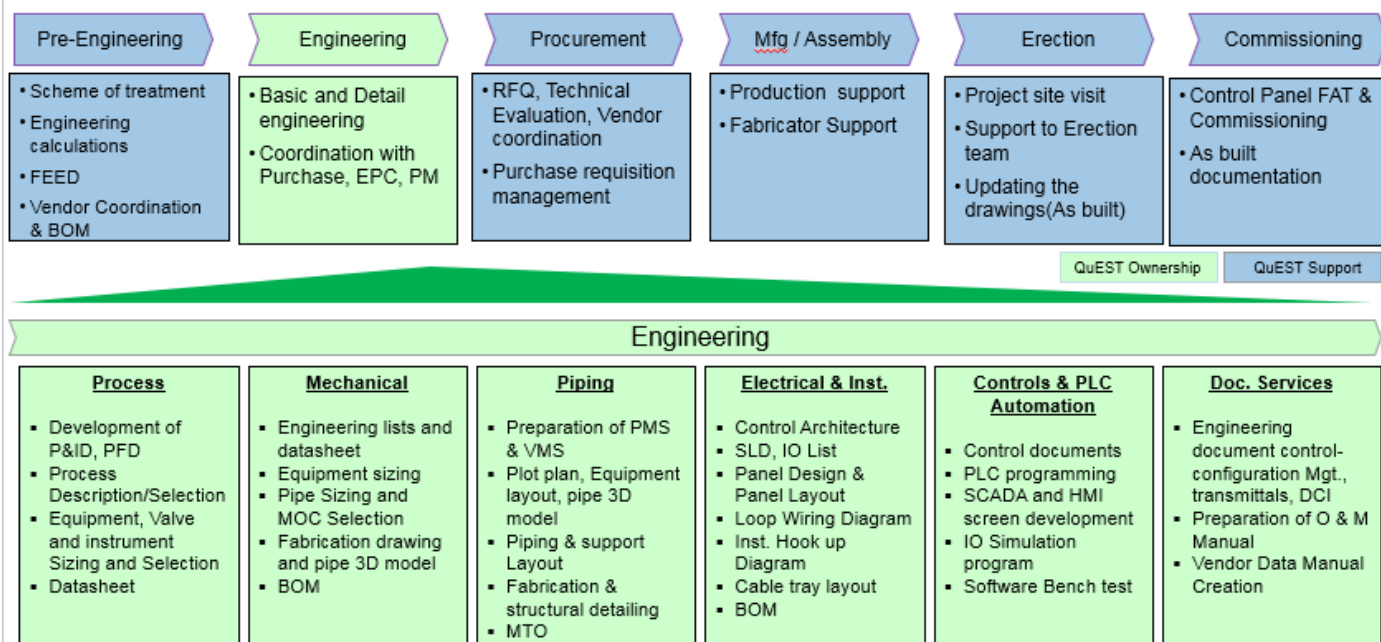 Pre-Engineering
Engineering
Procurement
Mfg / Assembly
Erection
Commissioning
• Scheme of treatment
• Engineering
calculations
• FEED
• Vendor Coordination
& BOM
• Basic and Detail
engineering
• Coordination with
Purchase, EPC, PM
• RFQ, Technical
Evaluation, Vendor
coordination
• Purchase requisition
management
• Production support
• Fabricator Support
• Project site visit
• Support to Erection
team
• Updating the
drawings(As built)
• Control Panel FAT &
Commissioning
• As built
documentation
QuEST Ownership
QuEST Support
Engineering
Process
▪ Development of
P&ID, PFD
▪ Process
Description/Selection
▪ Equipment, Valve
and instrument
Sizing and Selection
▪ Datasheet
Mechanical
▪ Engineering lists and
datasheet
▪ Equipment sizing
▪ Pipe Sizing and
MOC Selection
▪ Fabrication drawing
and pipe 3D model
▪ BOM
Piping
▪ Preparation of PMS
& VMS
▪ Plot plan, Equipment
layout, pipe 3D
model
▪ Piping & support
Layout
▪ Fabrication &
structural detailing
▪ MTO
Electrical & Inst.
▪ Control Architecture
▪ SLD, IO List
▪ Panel Design &
Panel Layout
▪ Loop Wiring Diagram
▪ Inst. Hook up
Diagram
▪ Cable tray layout
▪ BOM
Controls & PLC
Automation
▪ Control documents
▪ PLC programming
▪ SCADA and HMI
screen development
▪ IO Simulation
program
▪ Software Bench test
Doc. Services
▪ Engineering
document control-
configuration Mgt.,
transmittals, DCI
▪ Preparation of O & M
Manual
▪ Vendor Data Manual
Creation